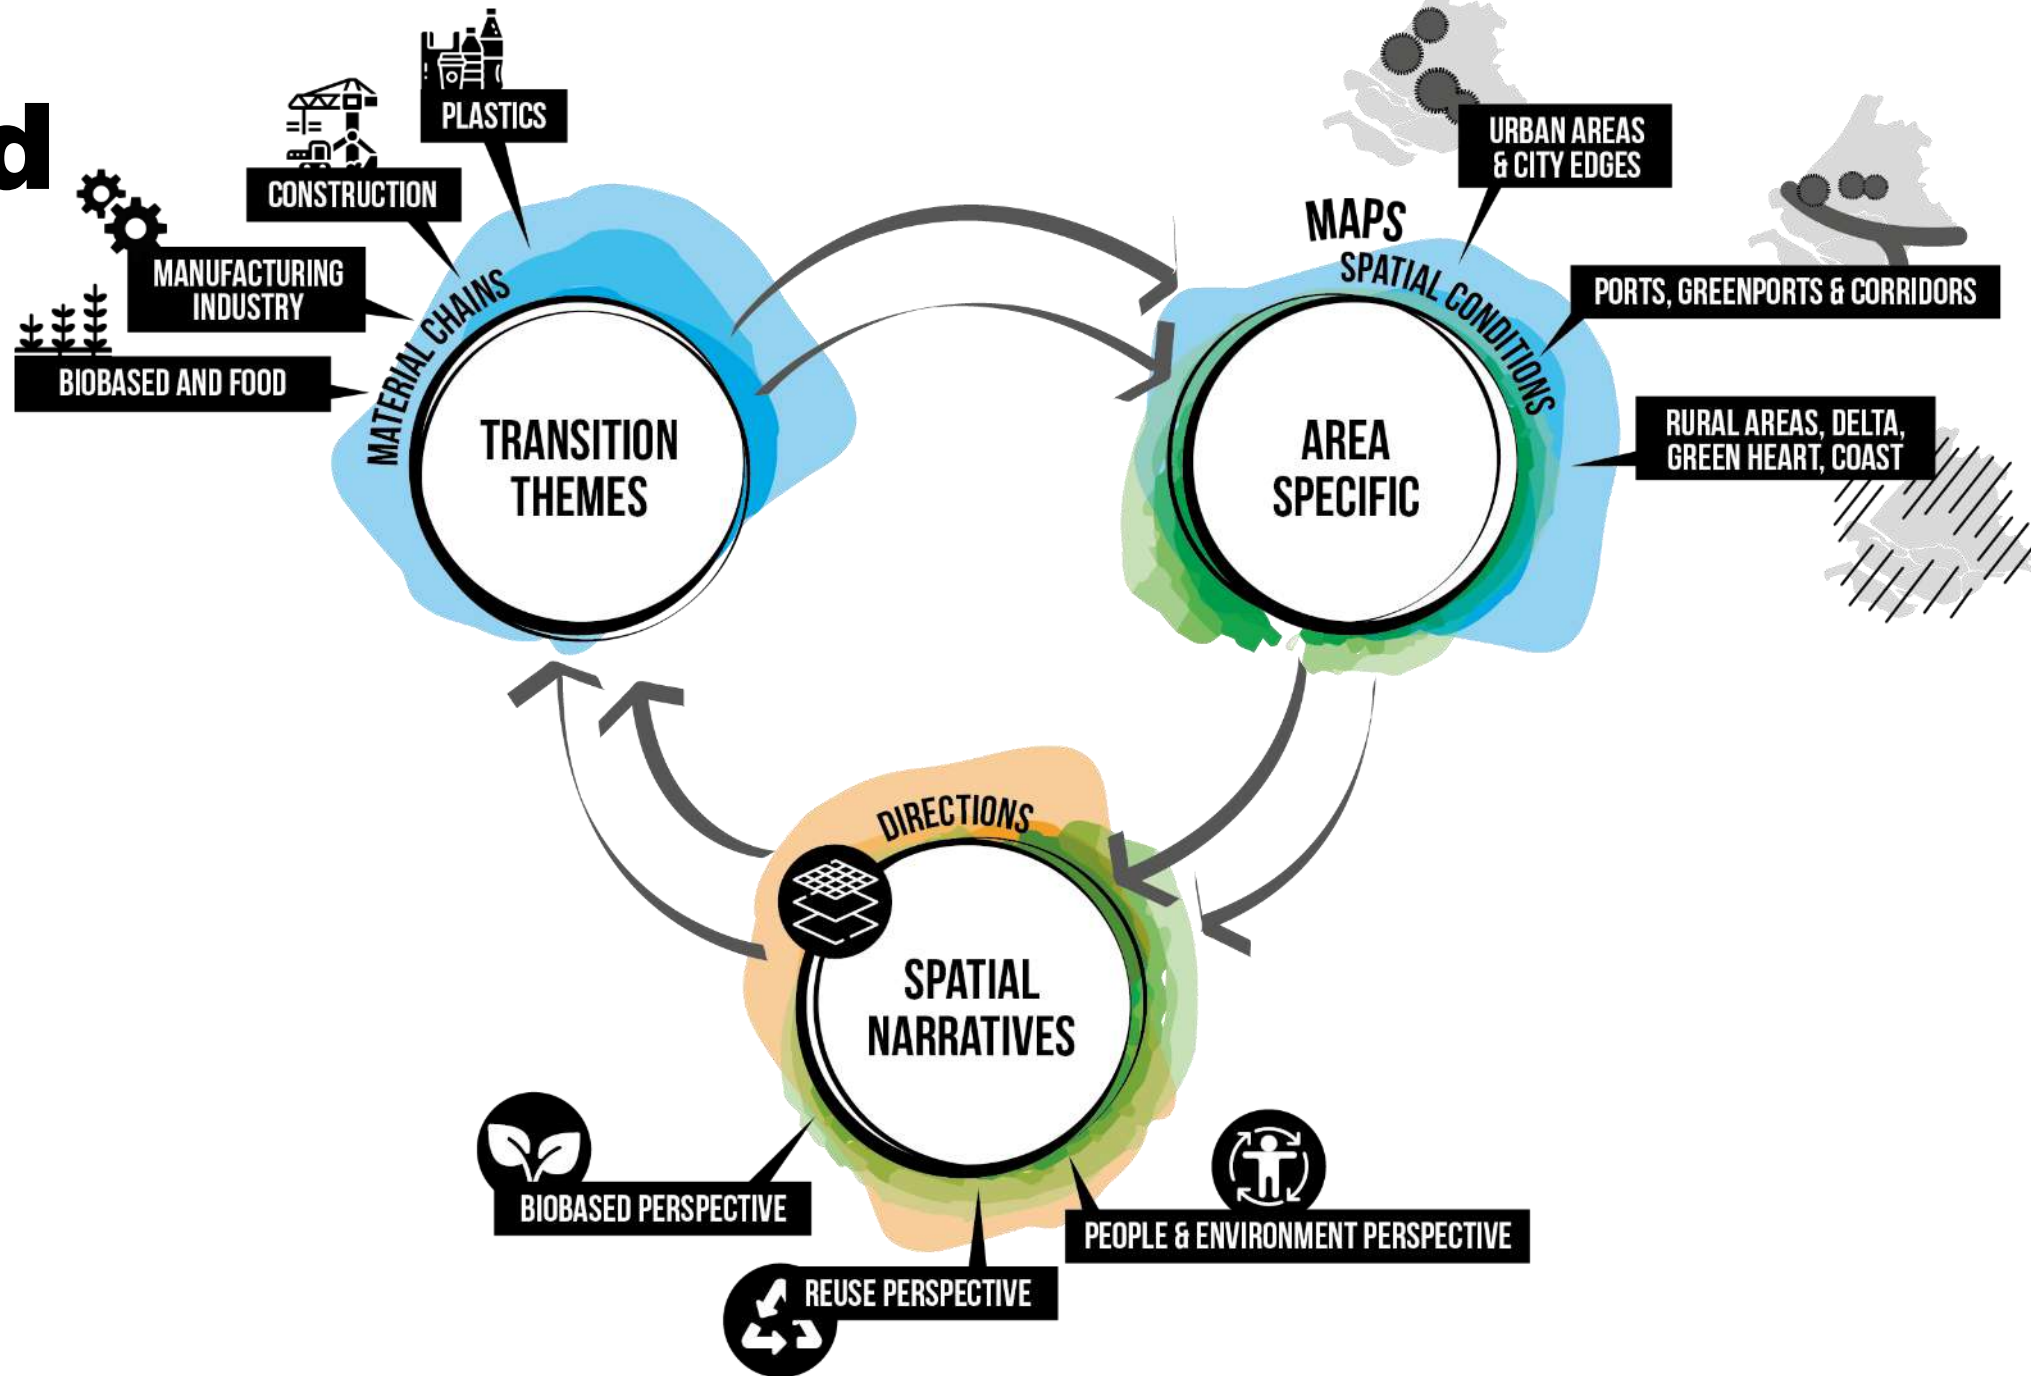 d
PLASTICS
CONSTRUCTION
MANUFACTURING
INDUSTRY
BIOBASED AND FOOD
MATERIAL CHAINS
TRANSITION
THEMES
MAPS
SPATIAL CONDITIONS
URBAN AREAS
& CITY EDGES
PORTS, GREENPORTS & CORRIDORS
RURAL AREAS, DELTA,
GREEN HEART, COAST
AREA
SPECIFIC
DIRECTIONS
SPATIAL
NARRATIVES
BIOBASED PERSPECTIVE
REUSE PERSPECTIVE
PEOPLE & ENVIRONMENT PERSPECTIVE